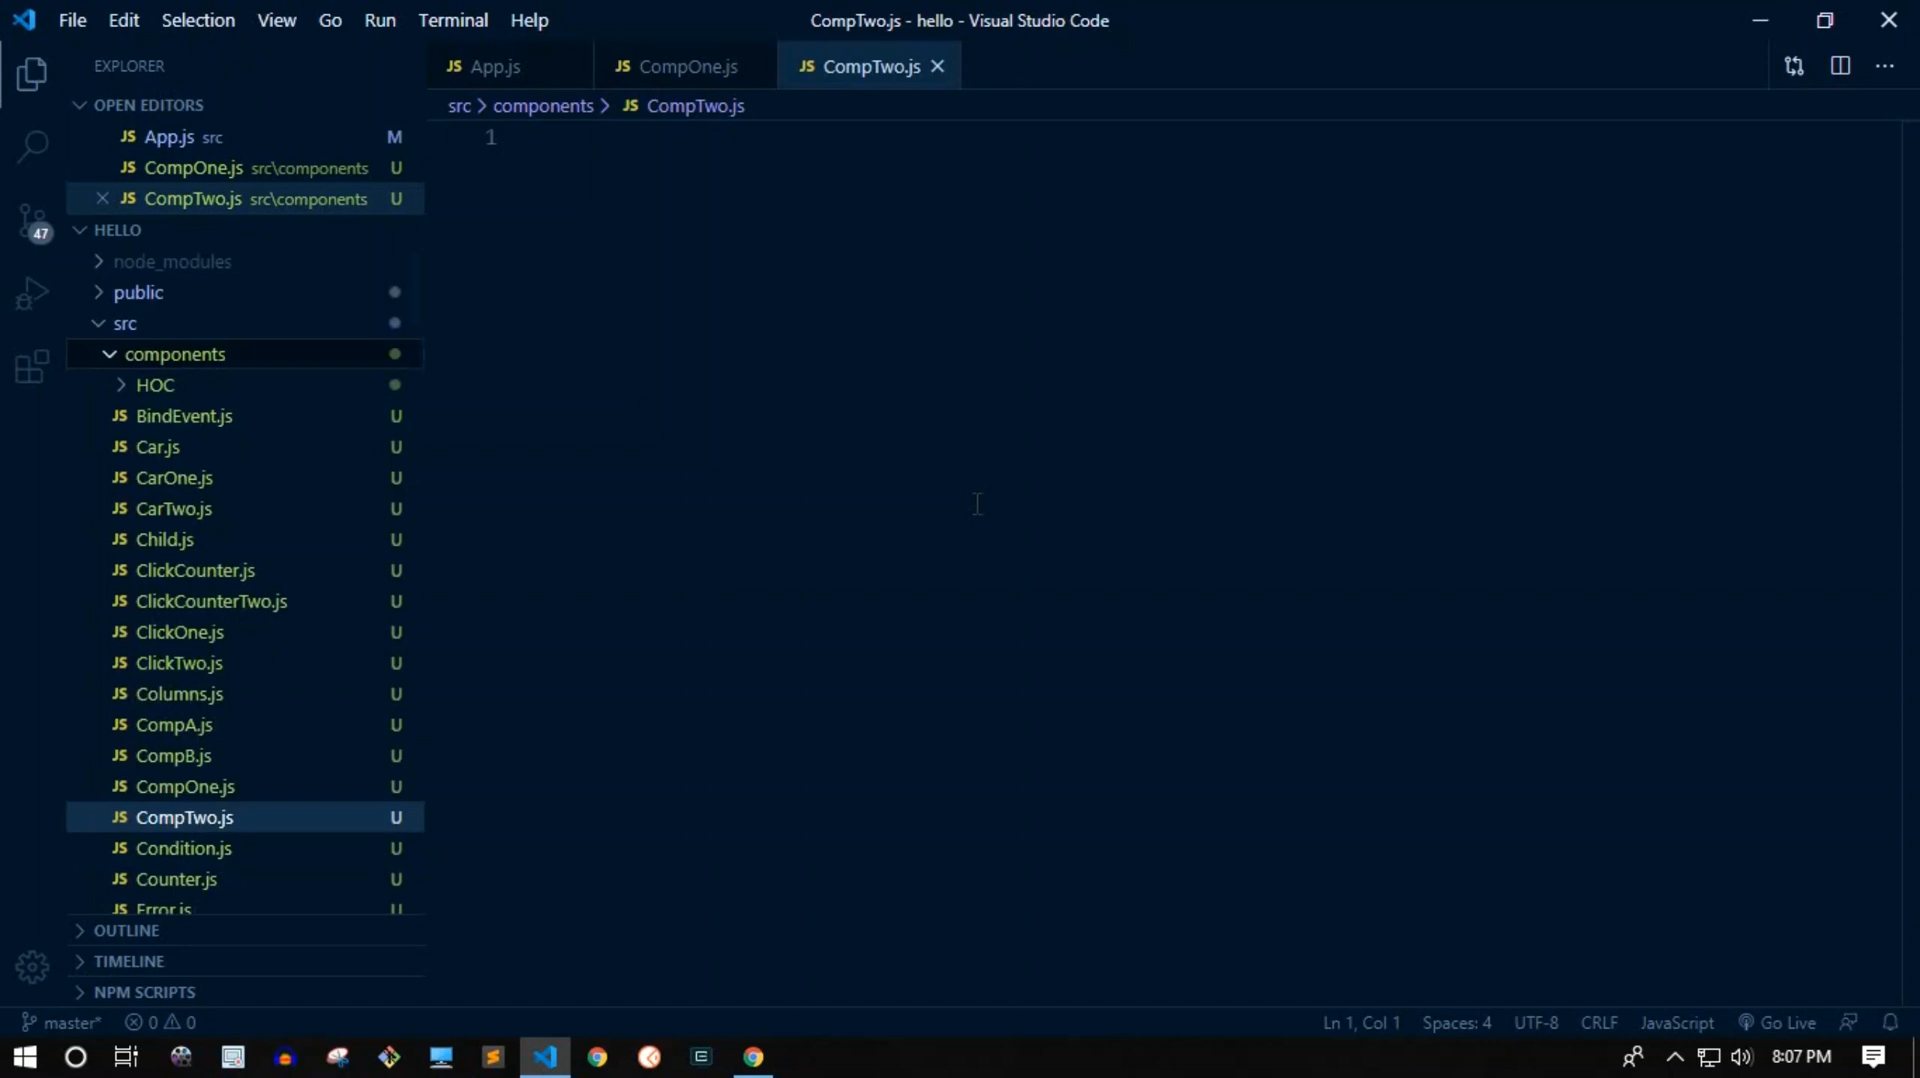 File Edit Selection View Go Run Terminal Help
CompTwo.js - hello - Visual Studio Code
EXPLORER
JS App.js
JS CompOne.js
JS CompTwo.js
src > components > JS CompTwo.js
1
OPEN EDITORS
JS App.js src M
JS CompOne.js src\components U
JS CompTwo.js src\components U
HELLO
node_modules
public
src
components
HOC
JS BindEvent.js U
JS Car.js U
JS CarOne.js U
JS CarTwo.js U
JS Child.js U
JS ClickCounter.js U
JS ClickCounterTwo.js U
JS ClickOne.js U
JS ClickTwo.js U
JS Columns.js U
JS CompA.js U
JS CompB.js U
JS CompOne.js U
JS CompTwo.js U
JS Condition.js U
JS Counter.js U
JS Error.js U
OUTLINE
TIMELINE
NPM SCRIPTS
47
master* 0 0
Ln 1, Col 1 Spaces: 4 UTF-8 CRLF JavaScript Go Live
8:07 PM